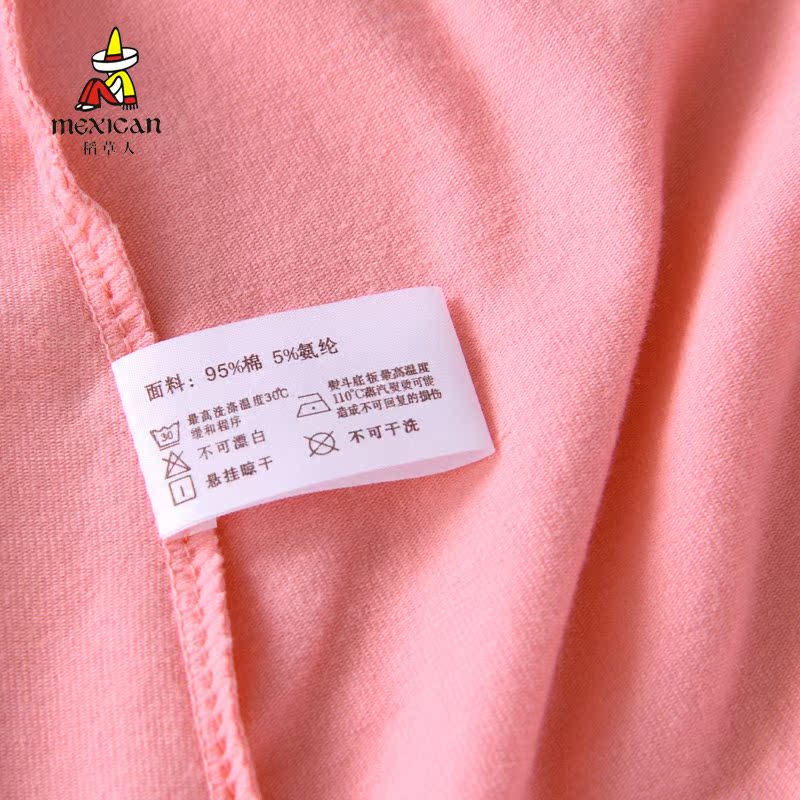 mexican
稻草人
面料：95%棉 5%氨纶
最高洗涤温度30℃
缓和程序
30
不可漂白
悬挂晾干
熨斗底板最高温度
110℃蒸汽熨烫可能
造成不可回复的损伤
不可干洗